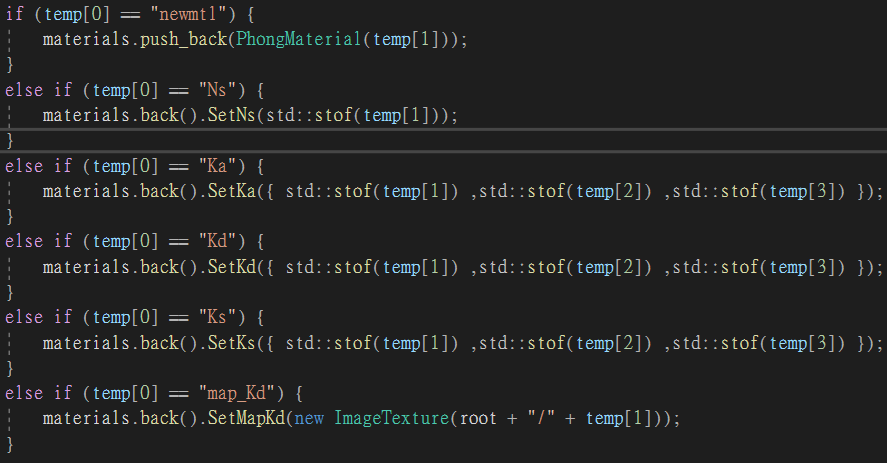 if (temp[0] == "newmtl") {
materials.push_back(PhongMaterial(temp[1]));
}
else if (temp[0] == "Ns") {
materials.back().SetNs(std::stof(temp[1]));
}
else if (temp[0] == "Ka") {
materials.back().SetKa({ std::stof(temp[1]) ,std::stof(temp[2]) ,std::stof(temp[3]) });
}
else if (temp[0] == "Kd") {
materials.back().SetKd({ std::stof(temp[1]) ,std::stof(temp[2]) ,std::stof(temp[3]) });
}
else if (temp[0] == "Ks") {
materials.back().SetKs({ std::stof(temp[1]) ,std::stof(temp[2]) ,std::stof(temp[3]) });
}
else if (temp[0] == "map_Kd") {
materials.back().SetMapKd(new ImageTexture(root + "/" + temp[1]));
}